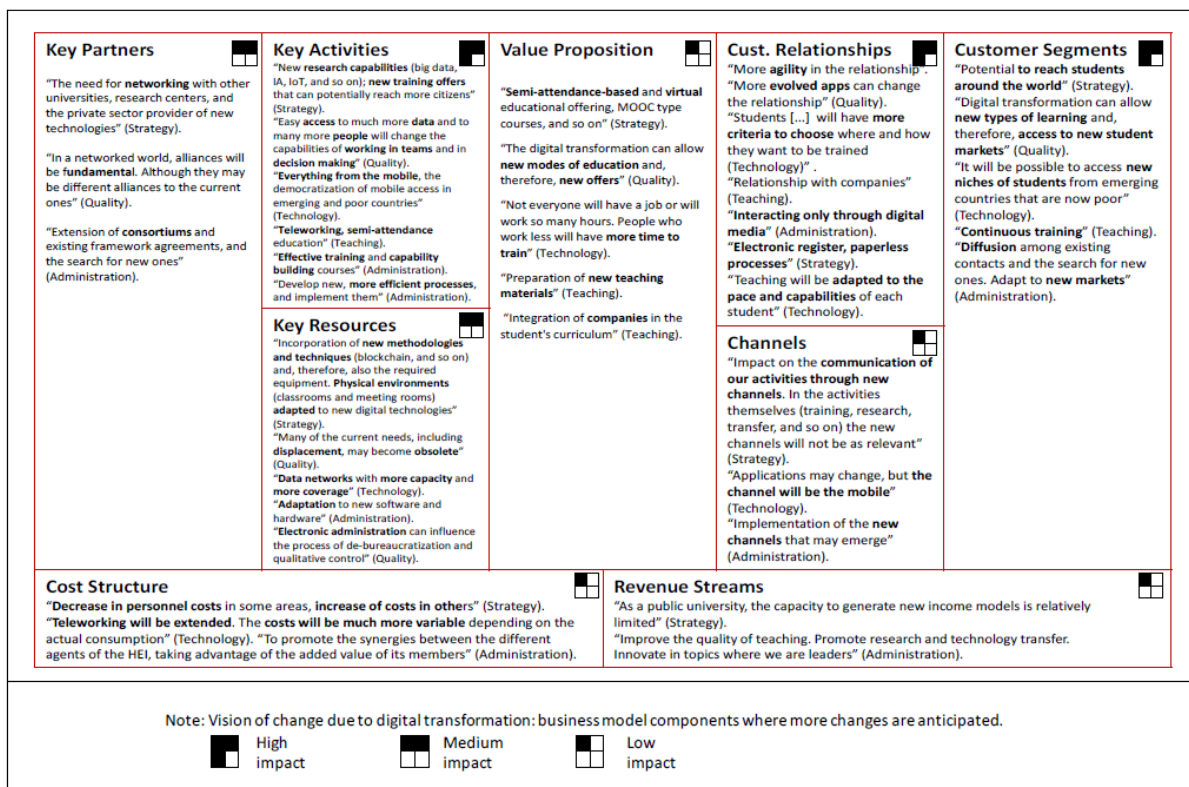 Key Partners
“The need for networking with other
universities, research centers, and
the private sector provider of new
technologies” (Strategy).
“In a networked world, alliances will
be fundamental. Although they may
be different alliances to the current
ones” (Quality).
“Extension of consortiums and
existing framework agreements, and
the search for new ones”
(Administration).
Key Activities
“New research capabilities (big data,
IA, IoT, and so on); new training offers
that can potentially reach more citizens”
(Strategy).
“Easy access to much more data and to
many more people will change the
capabilities of working in teams and in
decision making” (Quality).
“Everything from the mobile, the
democratization of mobile access in
emerging and poor countries”
(Technology).
“Teleworking, semi-attendance
education” (Teaching).
“Effective training and capability
building courses” (Administration).
“Develop new, more efficient processes,
and implement them” (Administration).
Key Resources
“Incorporation of new methodologies
and techniques (blockchain, and so on)
and, therefore, also the required
equipment. Physical environments
(classrooms and meeting rooms)
adapted to new digital technologies”
(Strategy).
“Many of the current needs, including
displacement, may become obsolete”
(Quality).
“Data networks with more capacity and
more coverage” (Technology).
“Adaptation to new software and
hardware” (Administration).
“Electronic administration can influence
the process of de-bureaucratization and
qualitative control” (Quality).
Value Proposition
“Semi-attendance-based and virtual
educational offering, MOOC type
courses, and so on” (Strategy).
“The digital transformation can allow
new modes of education and,
therefore, new offers” (Quality).
“Not everyone will have a job or will
work so many hours. People who
work less will have more time to
train” (Technology).
“Preparation of new teaching
materials” (Teaching).
“Integration of companies in the
student's curriculum” (Teaching).
Cust. Relationships
“More agility in the relationship”.
“More evolved apps can change
the relationship” (Quality).
“Students [...] will have more
criteria to choose where and how
they want to be trained
(Technology)” .
“Relationship with companies”
(Teaching).
“Interacting only through digital
media” (Administration).
“Electronic register, paperless
processes” (Strategy).
“Teaching will be adapted to the
pace and capabilities of each
student” (Technology).
Channels
“Impact on the communication of
our activities through new
channels. In the activities
themselves (training, research,
transfer, and so on) the new
channels will not be as relevant”
(Strategy).
“Applications may change, but the
channel will be the mobile”
(Technology).
“Implementation of the new
channels that may emerge”
(Administration).
Customer Segments
“Potential to reach students
around the world” (Strategy).
“Digital transformation can allow
new types of learning and,
therefore, access to new student
markets” (Quality).
“It will be possible to access new
niches of students from emerging
countries that are now poor”
(Technology).
“Continuous training” (Teaching).
“Diffusion among existing
contacts and the search for new
ones. Adapt to new markets”
(Administration).
Cost Structure
“Decrease in personnel costs in some areas, increase of costs in others” (Strategy).
“Teleworking will be extended. The costs will be much more variable depending on the
actual consumption” (Technology). “To promote the synergies between the different
agents of the HEI, taking advantage of the added value of its members” (Administration).
Revenue Streams
“As a public university, the capacity to generate new income models is relatively
limited” (Strategy).
“Improve the quality of teaching. Promote research and technology transfer.
Innovate in topics where we are leaders” (Administration).
Note: Vision of change due to digital transformation: business model components where more changes are anticipated.
High
impact
Medium
impact
Low
impact